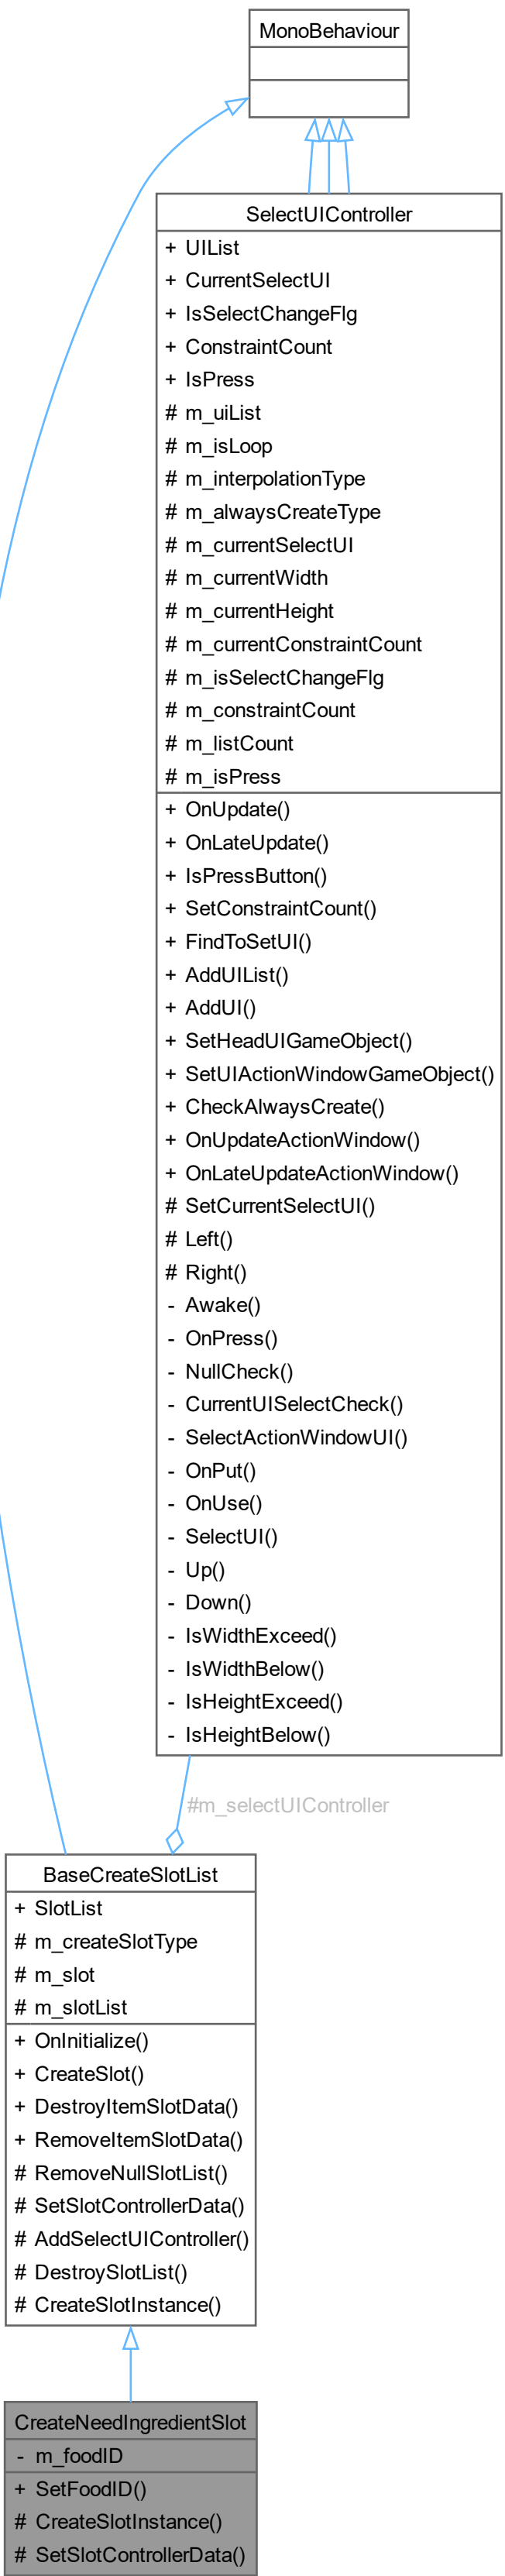 MonoBehaviour
SelectUIController
+ UIList
+ CurrentSelectUI
+ IsSelectChangeFlg
+ ConstraintCount
+ IsPress
# m_uiList
# m_isLoop
# m_interpolationType
# m_alwaysCreateType
# m_currentSelectUI
# m_currentWidth
# m_currentHeight
# m_currentConstraintCount
# m_isSelectChangeFlg
# m_constraintCount
# m_listCount
# m_isPress
+ OnUpdate()
+ OnLateUpdate()
+ IsPressButton()
+ SetConstraintCount()
+ FindToSetUI()
+ AddUIList()
+ AddUI()
+ SetHeadUIGameObject()
+ SetUIActionWindowGameObject()
+ CheckAlwaysCreate()
+ OnUpdateActionWindow()
+ OnLateUpdateActionWindow()
# SetCurrentSelectUI()
# Left()
# Right()
- Awake()
- OnPress()
- NullCheck()
- CurrentUISelectCheck()
- SelectActionWindowUI()
- OnPut()
- OnUse()
- SelectUI()
- Up()
- Down()
- IsWidthExceed()
- IsWidthBelow()
- IsHeightExceed()
- IsHeightBelow()
#m_selectUIController
BaseCreateSlotList
+ SlotList
# m_createSlotType
# m_slot
# m_slotList
+ OnInitialize()
+ CreateSlot()
+ DestroyItemSlotData()
+ RemoveItemSlotData()
# RemoveNullSlotList()
# SetSlotControllerData()
# AddSelectUIController()
# DestroySlotList()
# CreateSlotInstance()
CreateNeedIngredientSlot
- m_foodID
+ SetFoodID()
# CreateSlotInstance()
# SetSlotControllerData()